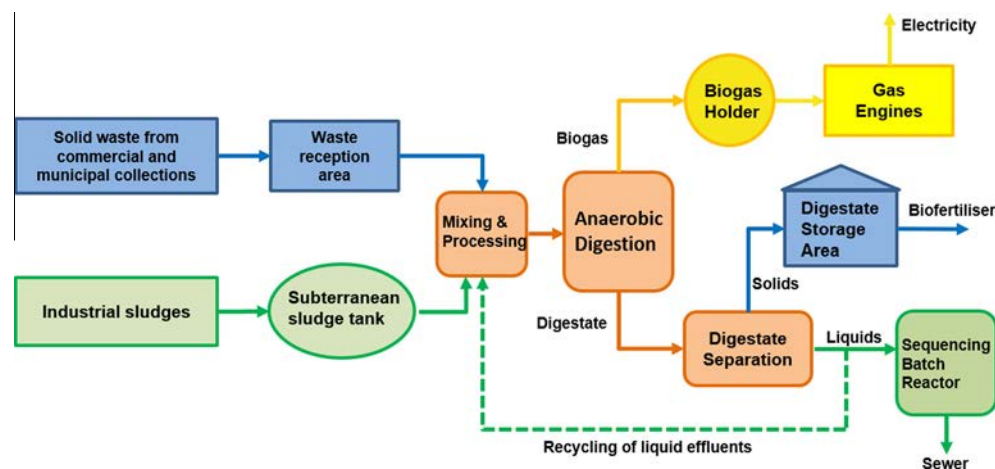 Electricity
Solid waste from
commercial and
municipal collections
Waste
reception
area
Biogas
Biogas
Holder
Gas
Engines
Mixing &
Processing
Anaerobic
Digestion
Digestate
Storage
Area
Biofertiliser
Industrial sludges
Subterranean
sludge tank
Digestate
Solids
Digestate
Separation
Liquids
Sequencing
Batch
Reactor
Recycling of liquid effluents
Sewer